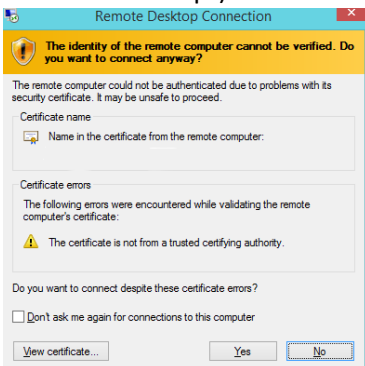 Remote Desktop Connection
The identity of the remote computer cannot be verified. Do
you want to connect anyway?
The remote computer could not be authenticated due to problems with its
security certificate. It may be unsafe to proceed.
Certificate name
Name in the certificate from the remote computer:
Certificate errors
The following errors were encountered while validating the remote
computer's certificate:
The certificate is not from a trusted certifying authority.
Do you want to connect despite these certificate errors?
Don't ask me again for connections to this computer
View certificate...
Yes
No